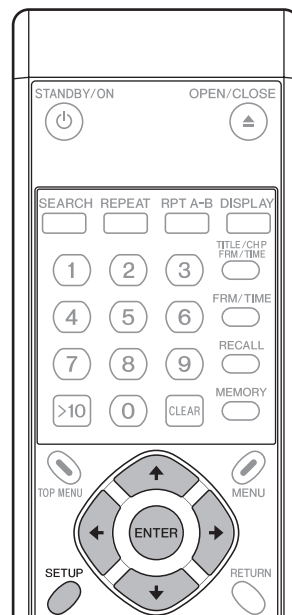 STANDBY/ON OPEN/CLOSE
SEARCH REPEAT RPT A-B DISPLAY
TITLE/CHP
FRM/TIME
1 2 3
FRM/TIME
4 5 6
RECALL
7 8 9
MEMORY
>10 0 CLEAR
TOP MENU MENU
ENTER
SETUP RETURN